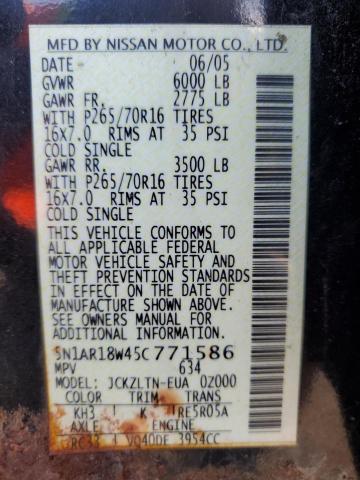 MFD BY NISSAN MOTOR CO., LTD.
DATE 06/05
GVWR 6000 LB
GAWR FR. 2775 LB
WITH P265/70R16 TIRES
16X7.0 RIMS AT 35 PSI
COLD SINGLE
GAWR RR. 3500 LB
WITH P265/70R16 TIRES
16X7.0 RIMS AT 35 PSI
COLD SINGLE
THIS VEHICLE CONFORMS TO
ALL APPLICABLE FEDERAL
MOTOR VEHICLE SAFETY AND
THEFT PREVENTION STANDARDS
IN EFFECT ON THE DATE OF
MANUFACTURE SHOWN ABOVE.
ADDITIONAL INFORMATION:
5N1AR18W45C771586
MPV 634
MODEL: JCKZLTN-EUA 0Z000
COLOR TRIM TRANS
KH3 K RE5R05A
AXLE ENGINE
VQ40DE 3954CC